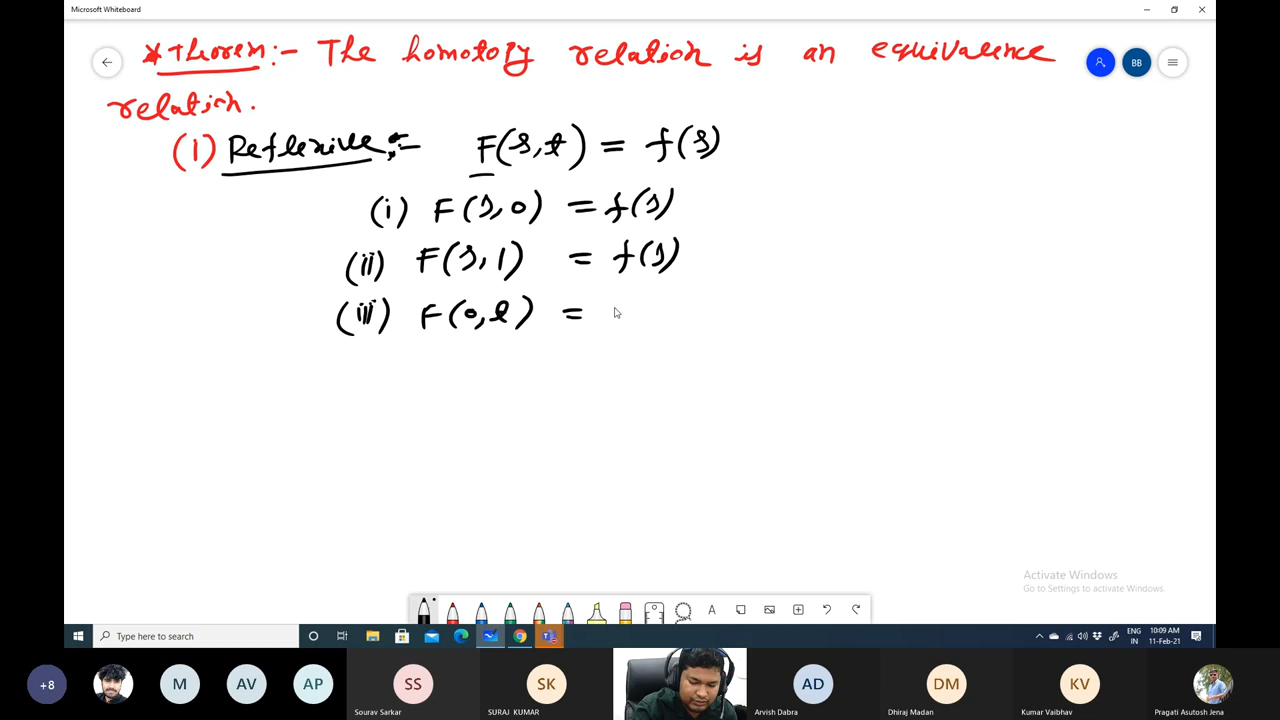 Microsoft Whiteboard
* Theorem:- The homotopy relation is an equivalence
BB
relation.
(1) Reflexive :- F(s,t) = f(s)
(i) F(s,0) = f(s)
(ii) F(s,1) = f(s)
(iii) F(0,t) =
Activate Windows
Go to Settings to activate Windows.
A
Type here to search
ENG
IN
10:09 AM
11-Feb-21
+8
M
AV
AP
SS
SK
AD
DM
KV
Sourav Sarkar
SURAJ KUMAR
Arvish Dabra
Dhiraj Madan
Kumar Vaibhav
Pragati Asutosh Jena